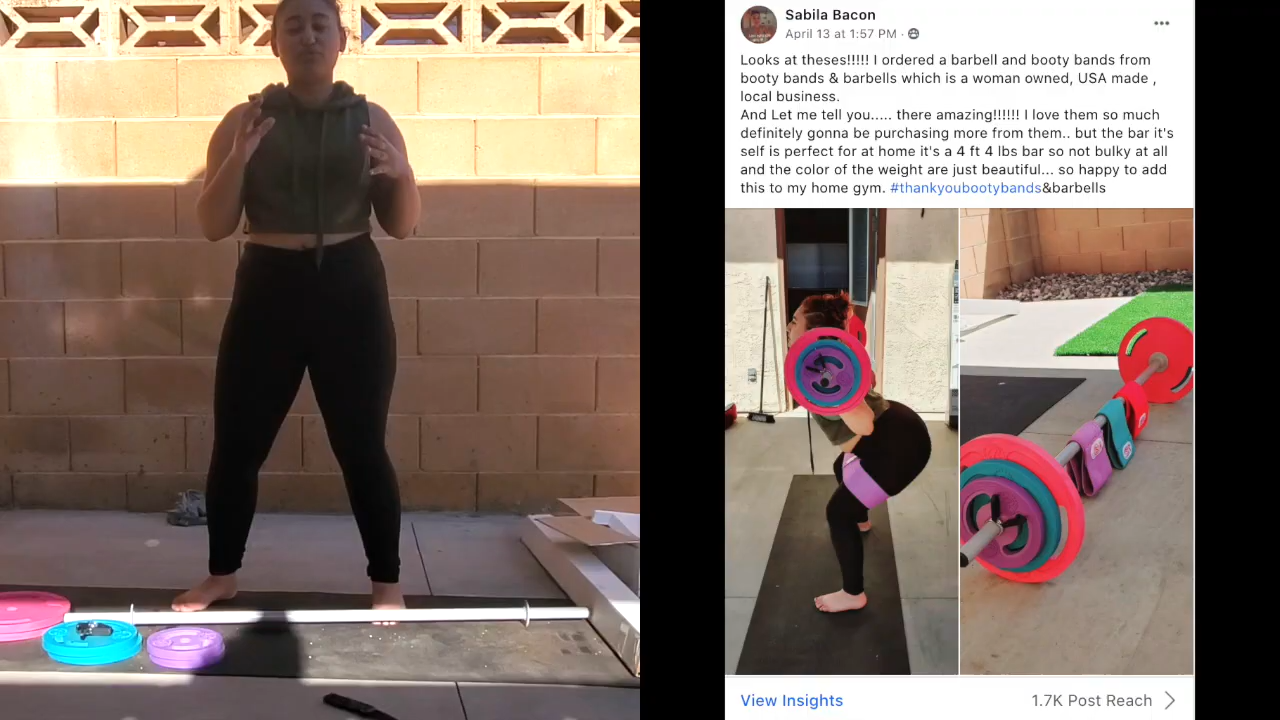 Sabila Bacon
April 13 at 1:57 PM ·
Looks at theses!!!!! I ordered a barbell and booty bands from
booty bands & barbells which is a woman owned, USA made ,
local business.
And Let me tell you..... there amazing!!!!!! I love them so much
definitely gonna be purchasing more from them.. but the bar it's
self is perfect for at home it's a 4 ft 4 lbs bar so not bulky at all
and the color of the weight are just beautiful... so happy to add
this to my home gym. #thankyoubootybands&barbells
View Insights
1.7K Post Reach